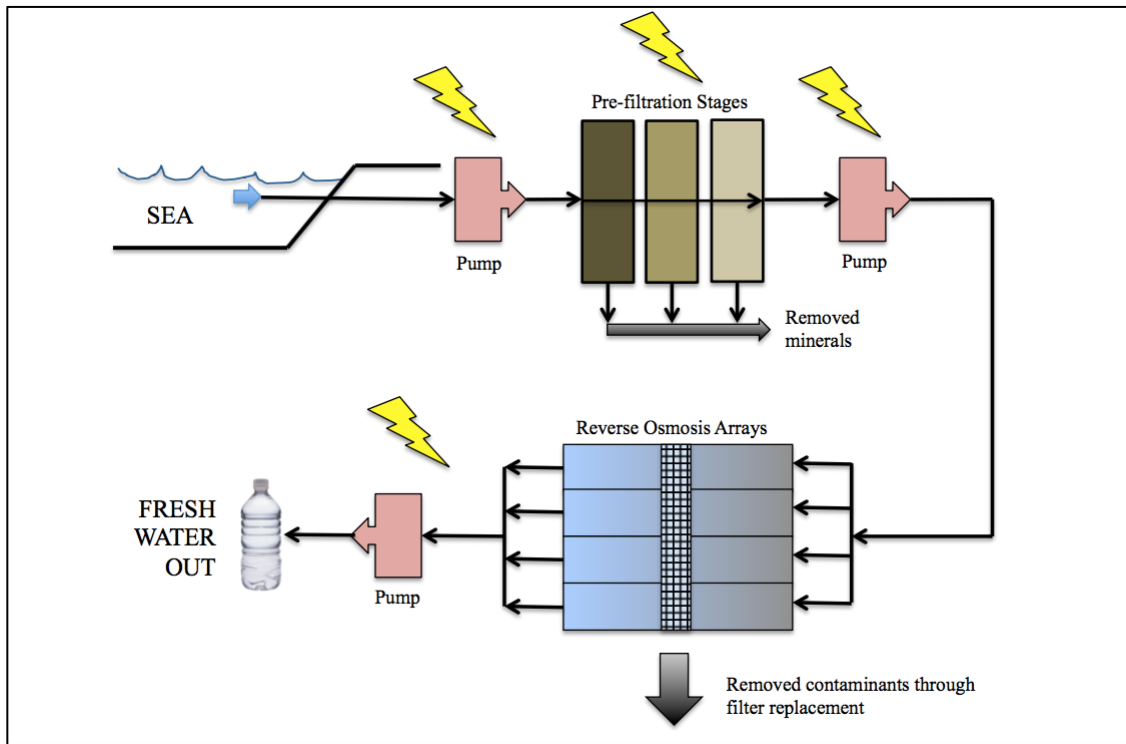 Pre-filtration Stages
SEA
Pump
Pump
Removed
minerals
Reverse Osmosis Arrays
FRESH
WATER
OUT
Pump
Removed contaminants through
filter replacement